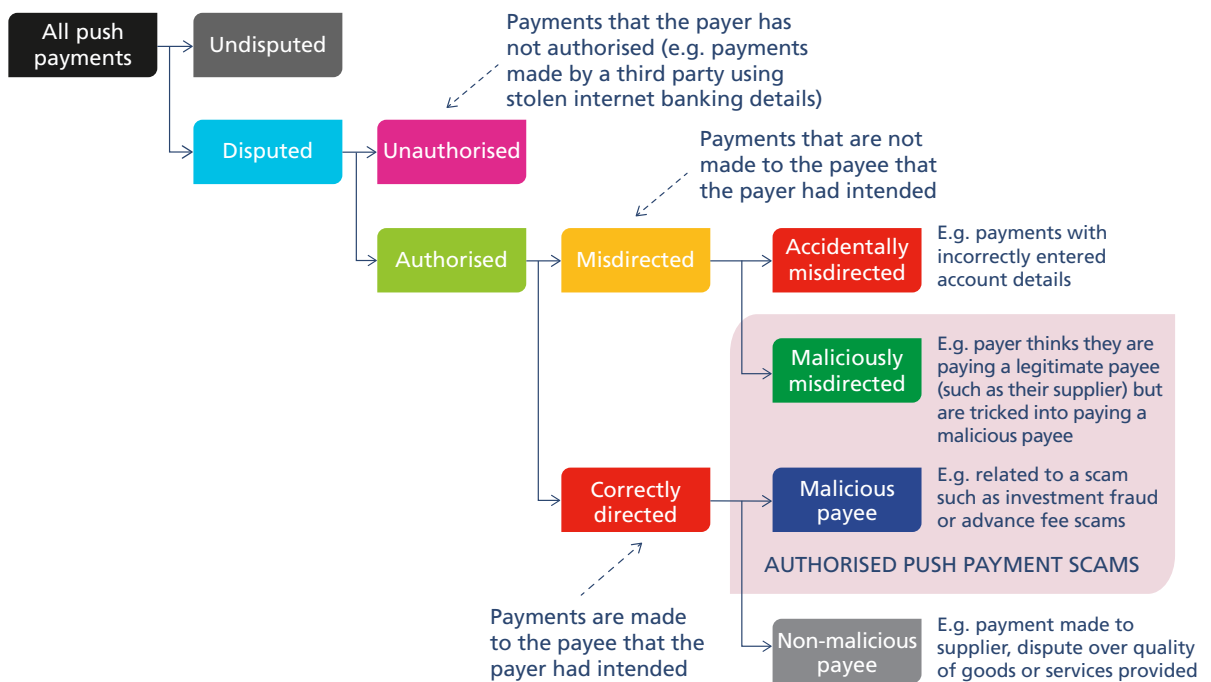 All push
payments
Undisputed
Payments that the payer has
not authorised (e.g. payments
made by a third party using
stolen internet banking details)
Disputed
Unauthorised
Payments that are not
made to the payee that
the payer had intended
Authorised
Misdirected
Accidentally
misdirected
E.g. payments with
incorrectly entered
account details
Maliciously
misdirected
E.g. payer thinks they are
paying a legitimate payee
(such as their supplier) but
are tricked into paying a
malicious payee
Correctly
directed
Malicious
payee
E.g. related to a scam
such as investment fraud
or advance fee scams
AUTHORISED PUSH PAYMENT SCAMS
Payments are made
to the payee that the
payer had intended
Non-malicious
payee
E.g. payment made to
supplier, dispute over quality
of goods or services provided